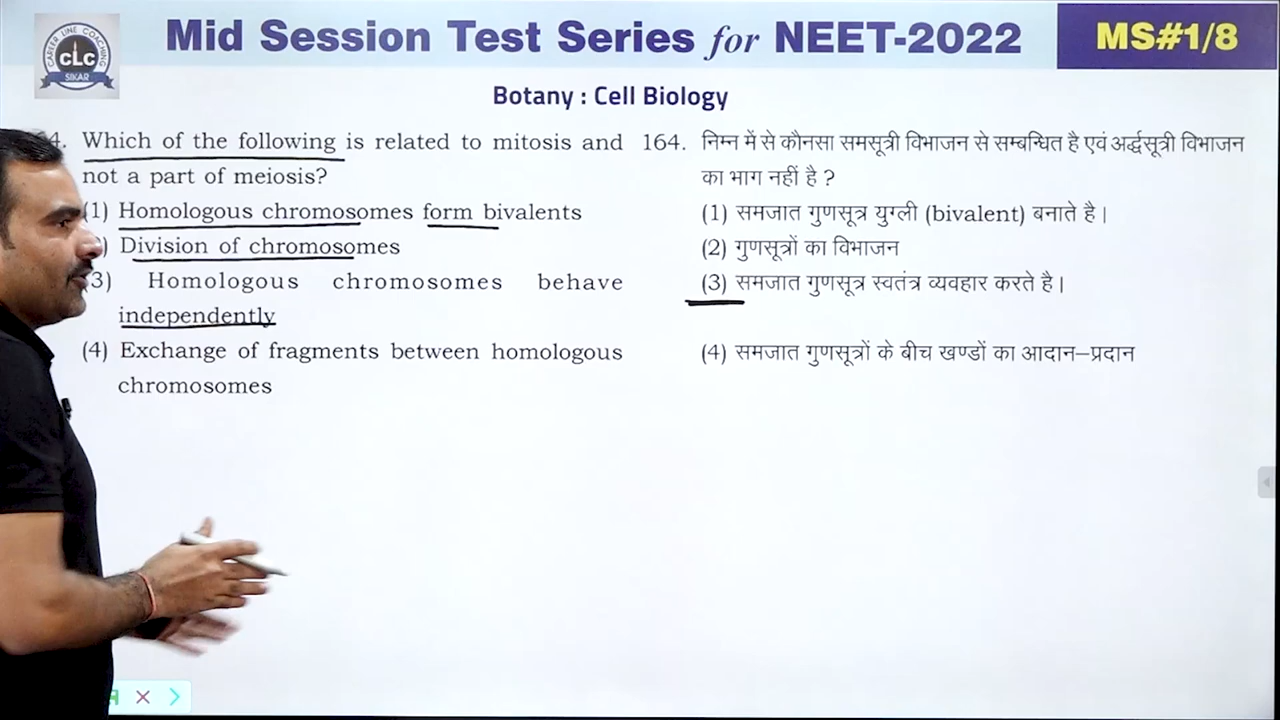 Mid Session Test Series for NEET-2022
MS#1/8
CAREER LINE COACHING
CLC
SIKAR
Botany : Cell Biology
4. Which of the following is related to mitosis and
not a part of meiosis?
(1) Homologous chromosomes form bivalents
) Division of chromosomes
3) Homologous chromosomes behave
independently
(4) Exchange of fragments between homologous
chromosomes
164. निम्न में से कौनसा समसूत्री विभाजन से सम्बन्धित है एवं अर्द्धसूत्री विभाजन
का भाग नहीं है ?
(1) समजात गुणसूत्र युग्ली (bivalent) बनाते है।
(2) गुणसूत्रों का विभाजन
(3) समजात गुणसूत्र स्वतंत्र व्यवहार करते है।
(4) समजात गुणसूत्रों के बीच खण्डों का आदान–प्रदान